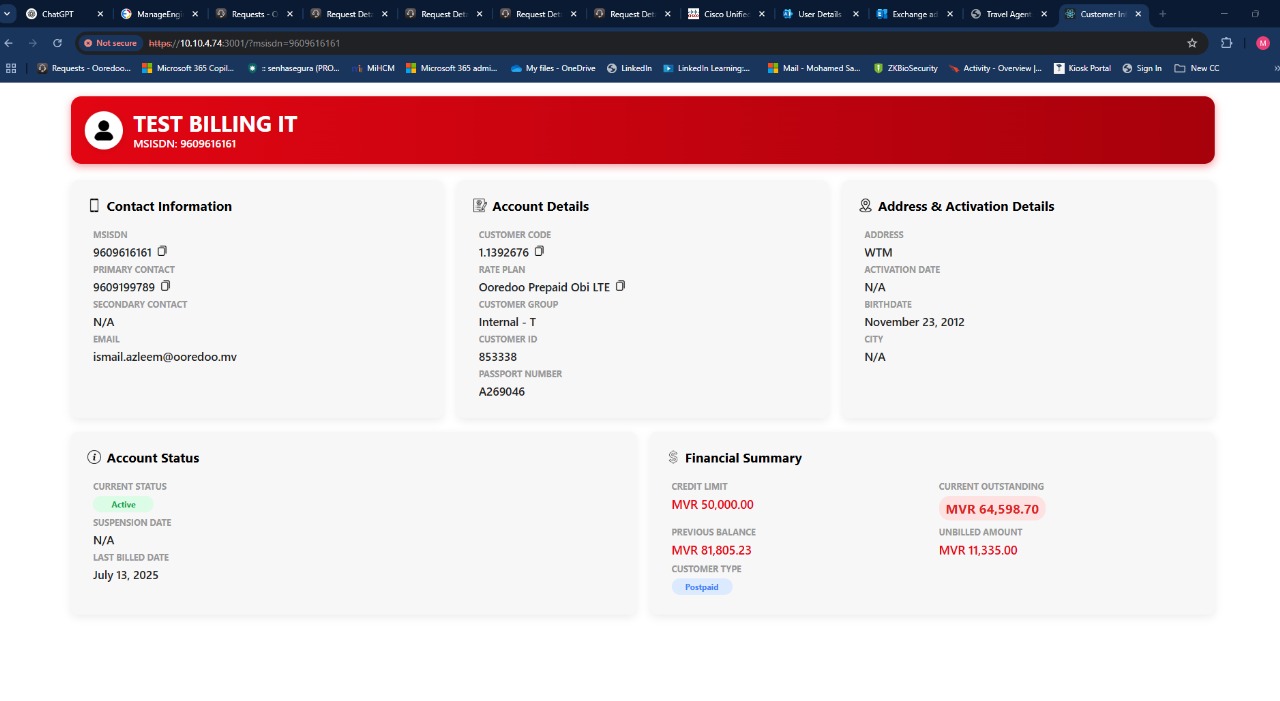 ChatGPT
ManageEngi
Requests - O
Request Deta
Request Deta
Request Deta
Request Deta
Cisco Unified
User Details
Exchange ad
Travel Agent
Customer Inf
Not secure
https://10.10.4.74:3001/?msisdn=9609616161
M
Requests - Ooredoo...
Microsoft 365 Copil...
:: senhasegura (PRO...
MiHCM
Microsoft 365 admi...
My files - OneDrive
LinkedIn
LinkedIn Learning:...
Mail - Mohamed Sa...
ZKBioSecurity
Activity - Overview |...
Kiosk Portal
Sign In
New CC
TEST BILLING IT
MSISDN: 9609616161
Contact Information
MSISDN
9609616161
PRIMARY CONTACT
9609199789
SECONDARY CONTACT
N/A
EMAIL
ismail.azleem@ooredoo.mv
Account Details
CUSTOMER CODE
1.1392676
RATE PLAN
Ooredoo Prepaid Obi LTE
CUSTOMER GROUP
Internal - T
CUSTOMER ID
853338
PASSPORT NUMBER
A269046
Address & Activation Details
ADDRESS
WTM
ACTIVATION DATE
N/A
BIRTHDATE
November 23, 2012
CITY
N/A
Account Status
CURRENT STATUS
Active
SUSPENSION DATE
N/A
LAST BILLED DATE
July 13, 2025
Financial Summary
CREDIT LIMIT
MVR 50,000.00
CURRENT OUTSTANDING
MVR 64,598.70
PREVIOUS BALANCE
MVR 81,805.23
UNBILLED AMOUNT
MVR 11,335.00
CUSTOMER TYPE
Postpaid